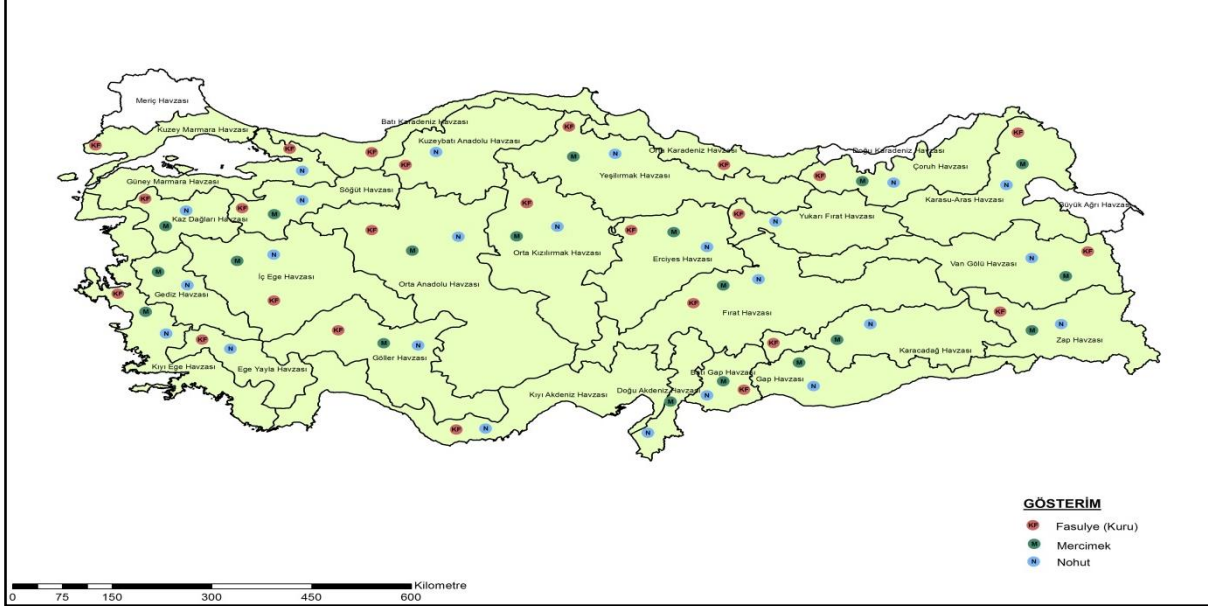 Meriç Havzası
Kuzey Marmara Havzası
Batı Karadeniz Havzası
Kuzeybatı Anadolu Havzası
Orta Karadeniz Havzası
Doğu Karadeniz Havzası
Çoruh Havzası
Yeşilırmak Havzası
Güney Marmara Havzası
Söğüt Havzası
Karasu-Aras Havzası
Büyük Ağrı Havzası
Kaz Dağları Havzası
Yukarı Fırat Havzası
Orta Kızılırmak Havzası
Erciyes Havzası
Van Gölü Havzası
İç Ege Havzası
Orta Anadolu Havzası
Gediz Havzası
Fırat Havzası
Zap Havzası
Karacadağ Havzası
Göller Havzası
Kıyı Ege Havzası
Ege Yayla Havzası
Batı Gap Havzası
Gap Havzası
Kıyı Akdeniz Havzası
Doğu Akdeniz Havzası
GÖSTERİM
KF Fasulye (Kuru)
M Mercimek
N Nohut
Kilometre
0 75 150 300 450 600